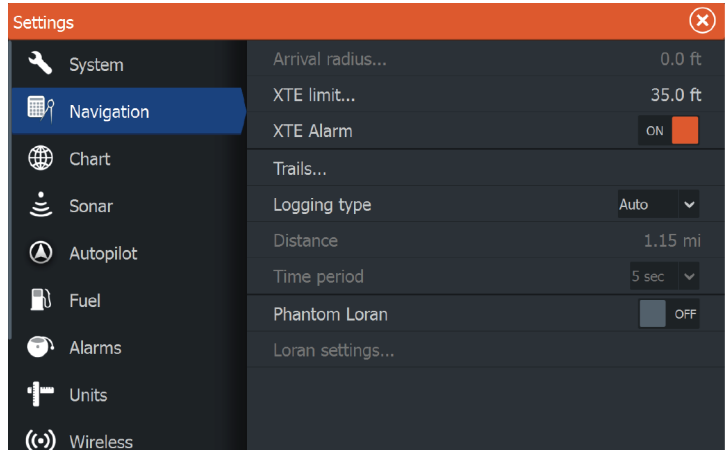 Settings
System
Navigation
Chart
Sonar
Autopilot
Fuel
Alarms
Units
Wireless
Arrival radius... 0.0 ft
XTE limit... 35.0 ft
XTE Alarm ON
Trails...
Logging type Auto
Distance 1.15 mi
Time period 5 sec
Phantom Loran OFF
Loran settings...